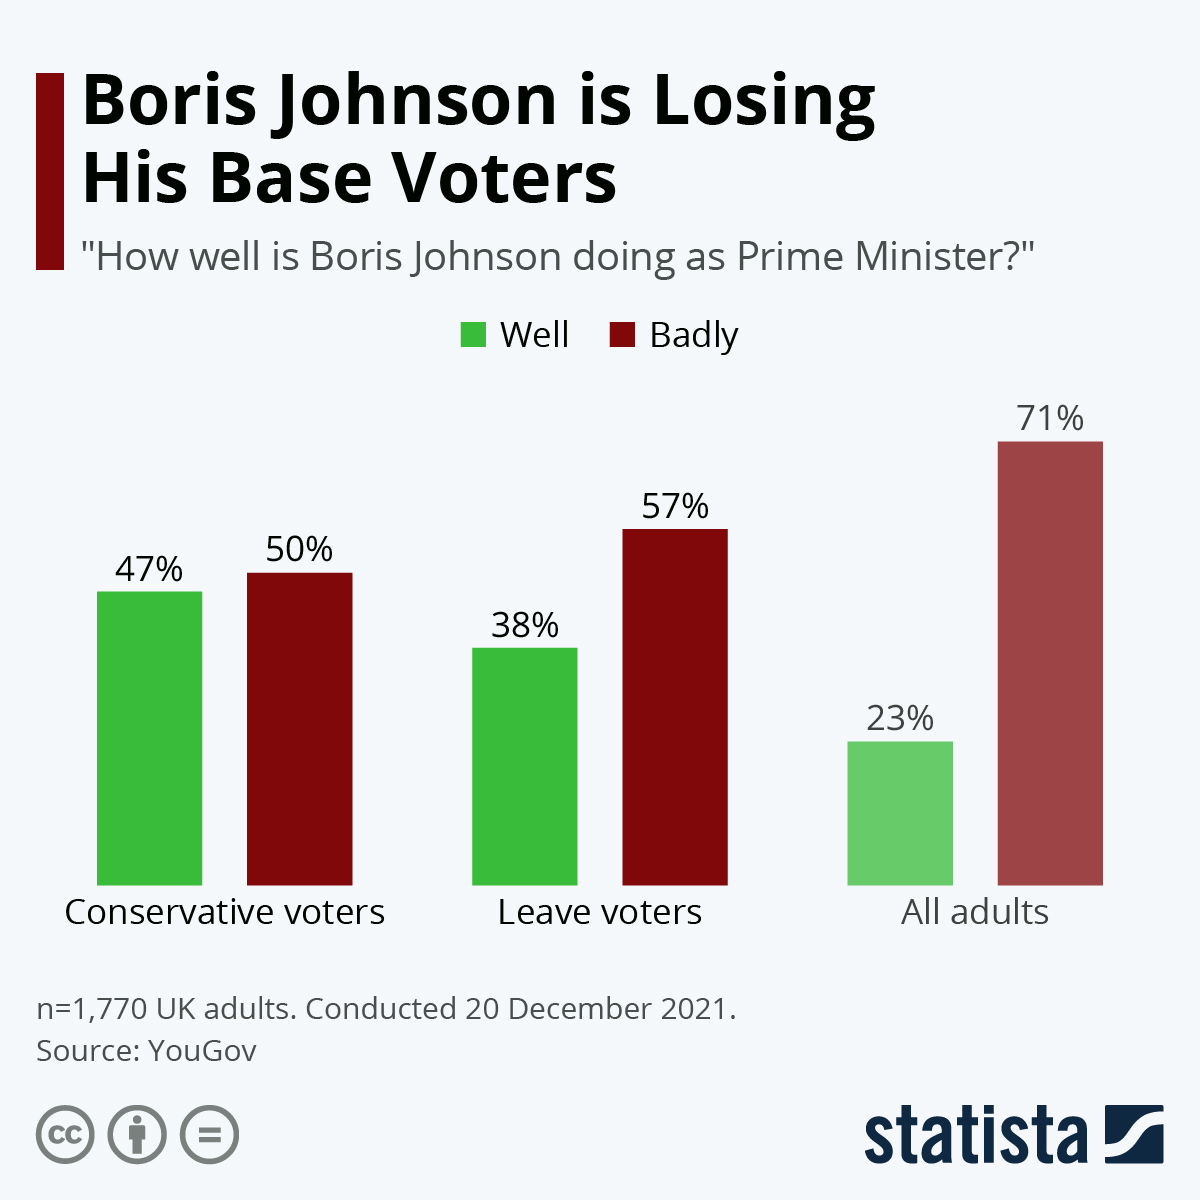 Boris Johnson is Losing
His Base Voters
"How well is Boris Johnson doing as Prime Minister?"
Well Badly
47% 50% 38% 57% 23% 71%
Conservative voters Leave voters All adults
n=1,770 UK adults. Conducted 20 December 2021.
Source: YouGov
cc =
statista